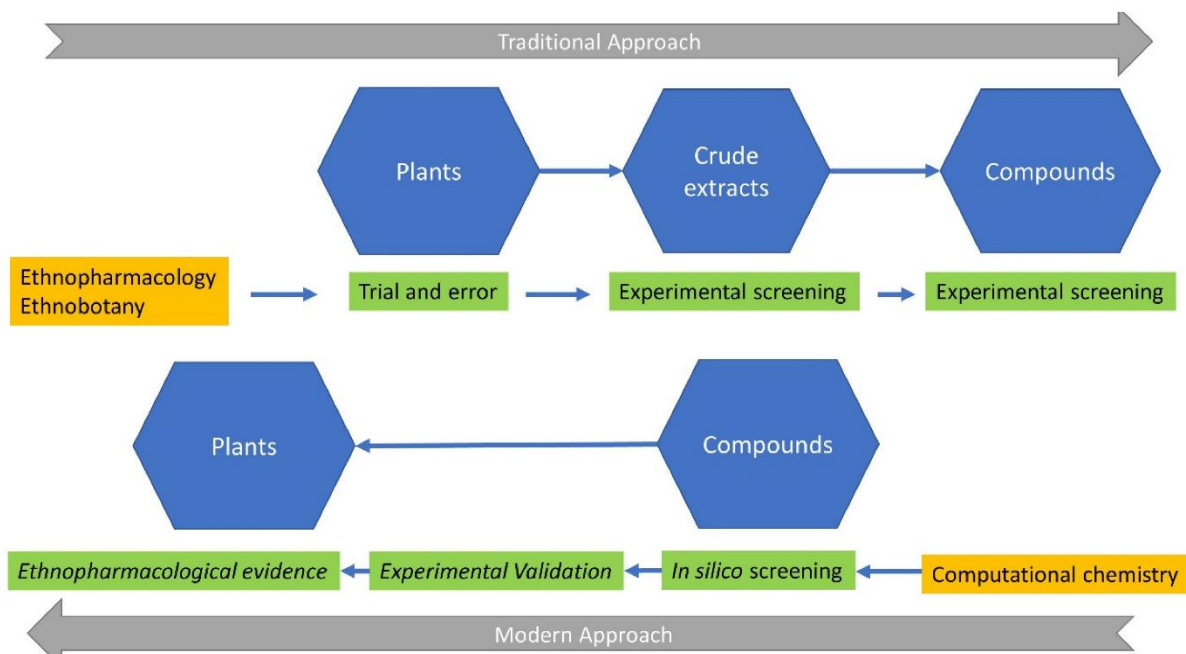 Traditional Approach
Plants
Crude
extracts
Compounds
Ethnopharmacology
Ethnobotany
Trial and error
Experimental screening
Experimental screening
Plants
Compounds
Ethnopharmacological evidence
Experimental Validation
In silico screening
Computational chemistry
Modern Approach